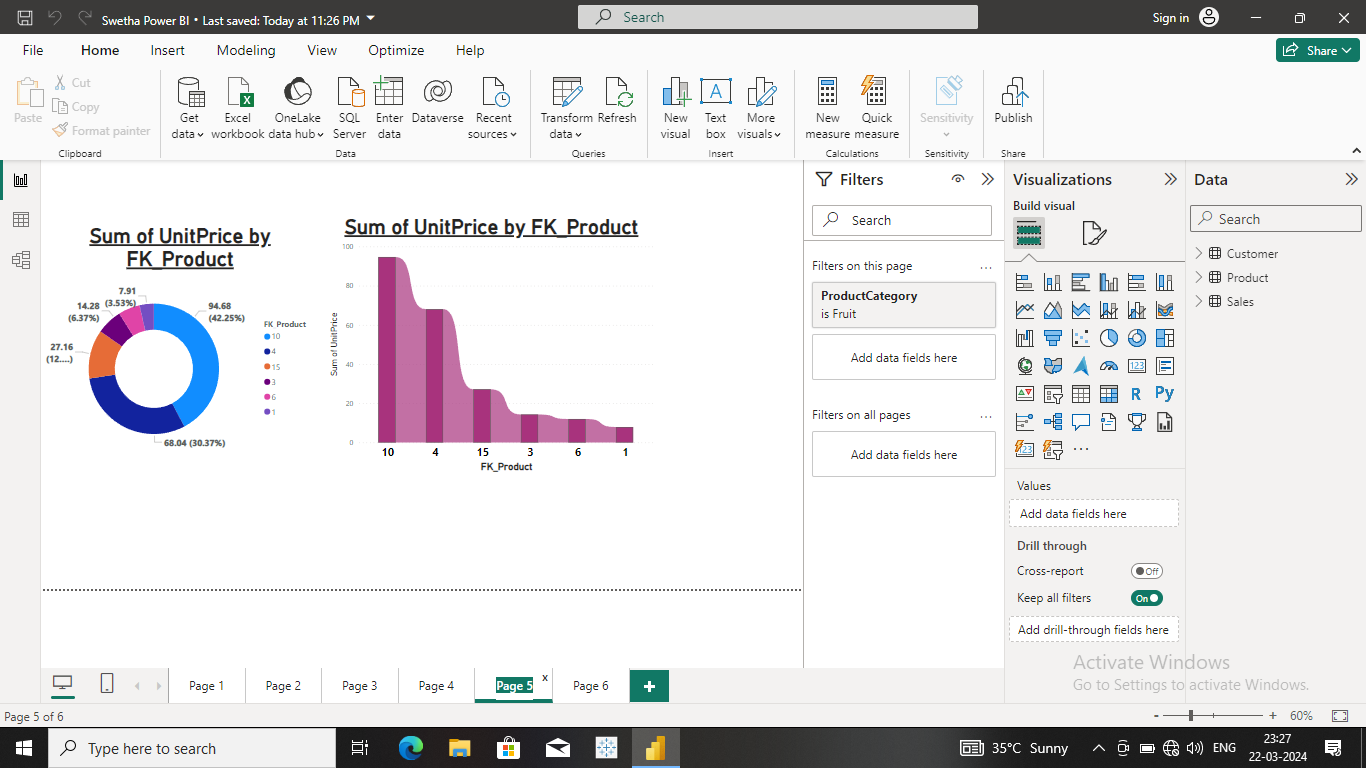 Swetha Power BI • Last saved: Today at 11:26 PM
Search
Sign in
File Home Insert Modeling View Optimize Help
Share
Paste
Cut
Copy
Format painter
Clipboard
Get data
Excel workbook
OneLake data hub
SQL Server
Enter data
Dataverse
Recent sources
Data
Transform data
Refresh
Queries
New visual
Text box
More visuals
Insert
New measure
Quick measure
Calculations
Sensitivity
Sensitivity
Publish
Share
Sum of UnitPrice by
FK_Product
7.91
(3.53%)
14.28
(6.37%)
27.16
(12....)
94.68
(42.25%)
68.04 (30.37%)
FK_Product
10
4
15
3
6
1
Sum of UnitPrice by FK_Product
100
80
60
40
20
0
Sum of UnitPrice
10 4 15 3 6 1
FK_Product
Filters
Search
Filters on this page
...
ProductCategory
is Fruit
Add data fields here
Filters on all pages
...
Add data fields here
Visualizations
Build visual
123
R
Py
123
...
Values
Add data fields here
Drill through
Cross-report
Off
Keep all filters
On
Add drill-through fields here
Data
Search
Customer
Product
Sales
Activate Windows
Go to Settings to activate Windows.
Page 1 Page 2 Page 3 Page 4 Page 5 x Page 6 +
Page 5 of 6
- + 60%
Type here to search
35°C Sunny
ENG
23:27
22-03-2024